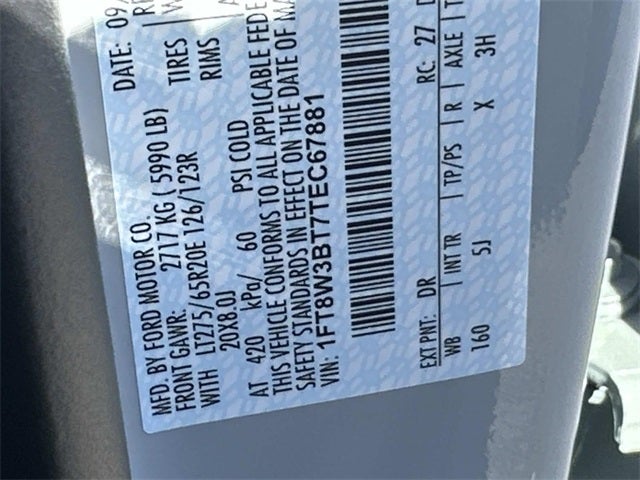 MFD. BY FORD MOTOR CO.
DATE: 09/
FRONT GAWR: 2717 KG ( 5990 LB)
WITH LT275/65R20E 126/123R TIRES
20X8.0J RIMS
AT 420 kPa/ 60 PSI COLD
THIS VEHICLE CONFORMS TO ALL APPLICABLE FEDE
SAFETY STANDARDS IN EFFECT ON THE DATE OF MA
VIN: 1FT8W3BT7TEC67881
EXT PNT: DR RC: 27
WB | INT TR | TP/PS | R | AXLE | T
160 5J X 3H